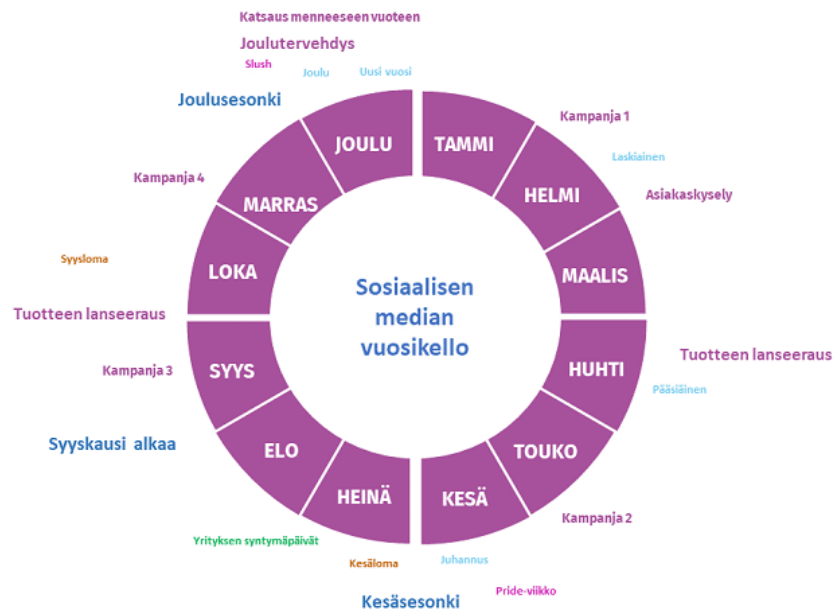 Katsaus menneeseen vuoteen
Joulutervehdys
Slush
Joulu
Uusi vuosi
Joulusesonki
JOULU
TAMMI
Kampanja 1
Laskiainen
HELMI
Asiakaskysely
MAALIS
Tuotteen lanseeraus
HUHTI
Pääsiäinen
TOUKO
Kampanja 2
KESÄ
Juhannus
Pride-viikko
Kesäsesonki
Kesäloma
HEINÄ
Yrityksen syntymäpäivät
ELO
Syyskausi alkaa
SYYS
Kampanja 3
Tuotteen lanseeraus
LOKA
Syysloma
MARRAS
Kampanja 4
Sosiaalisen
median
vuosikello